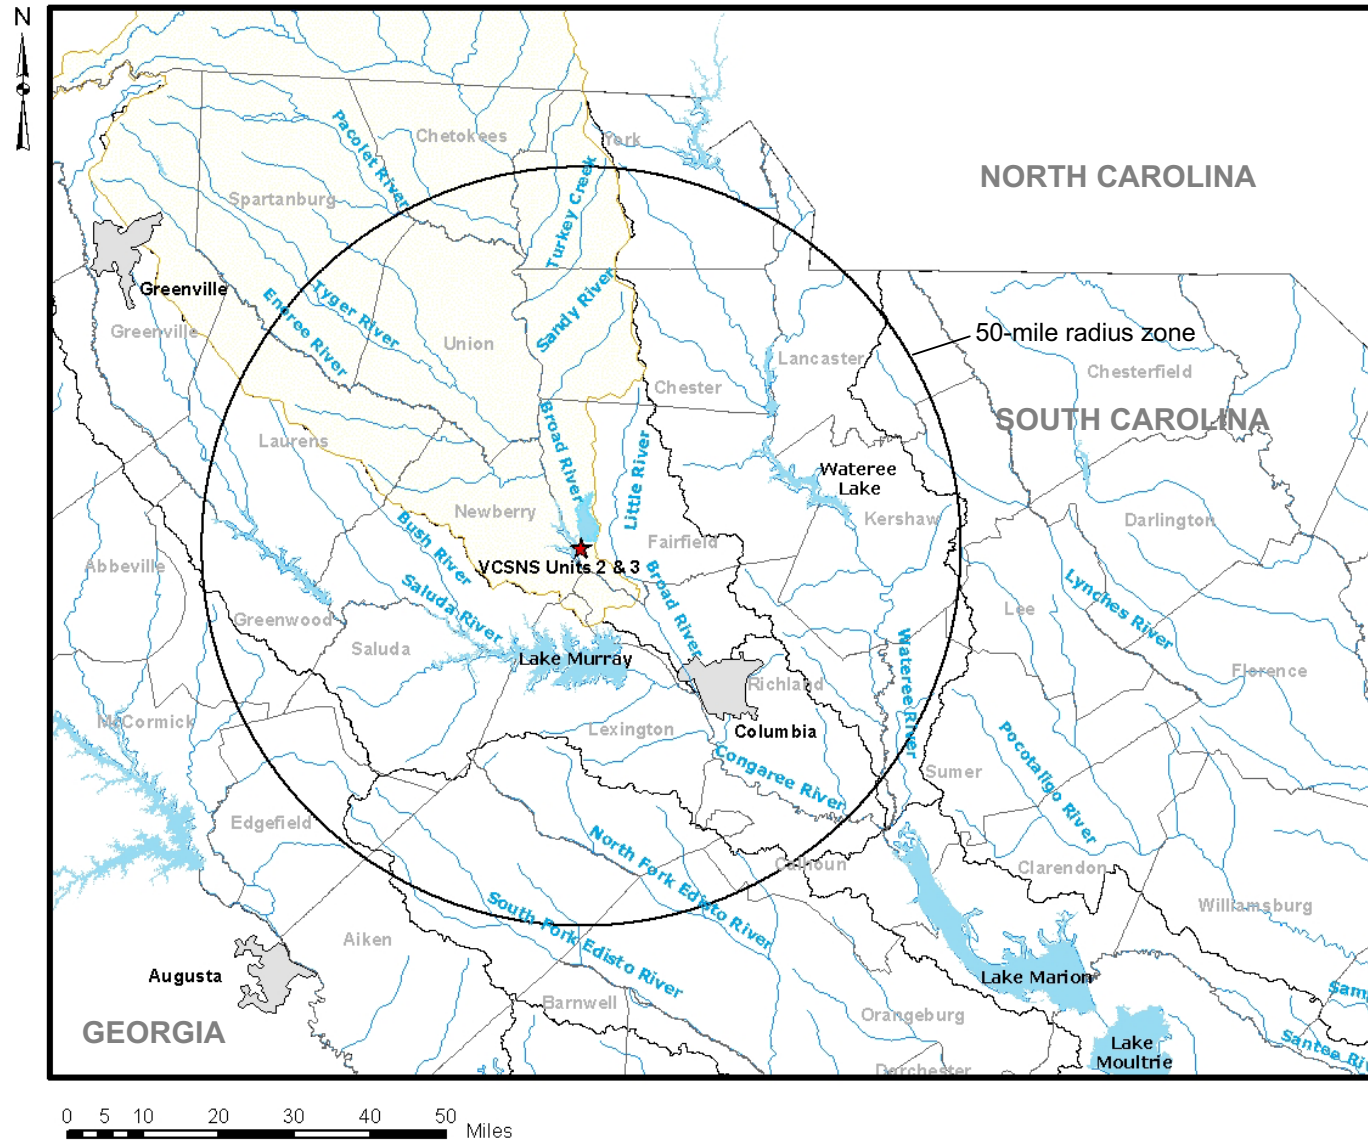 N
York
Chetokees
Pacolet River
NORTH CAROLINA
Spartanburg
Turkey Creek
Greenville
Enoree River
Tyger River
Sandy River
Greenville
50-mile radius zone
Union
Lancaster
Chesterfield
Chester
SOUTH CAROLINA
Broad River
Laurens
Little River
Wateree
Lake
Newberry
Kershaw
Darlington
Bush River
Fairfield
VCSNS Units 2 & 3
Abbeville
Broad River
Saluda River
Lynches River
Lee
Greenwood
Saluda
Lake Murray
Wateree River
Florence
Richland
McCormick
Lexington
Columbia
Pocotaligo River
Congaree River
Sumer
Edgefield
North Fork Edisto River
Calhoun
Clarendon
Williamsburg
South Fork Edisto River
Aiken
Augusta
Lake Marion
Sam
Barnwell
Orangeburg
GEORGIA
Lake
Moultrie
Santee Riv
Dorchester
0 5 10 20 30 40 50
Miles